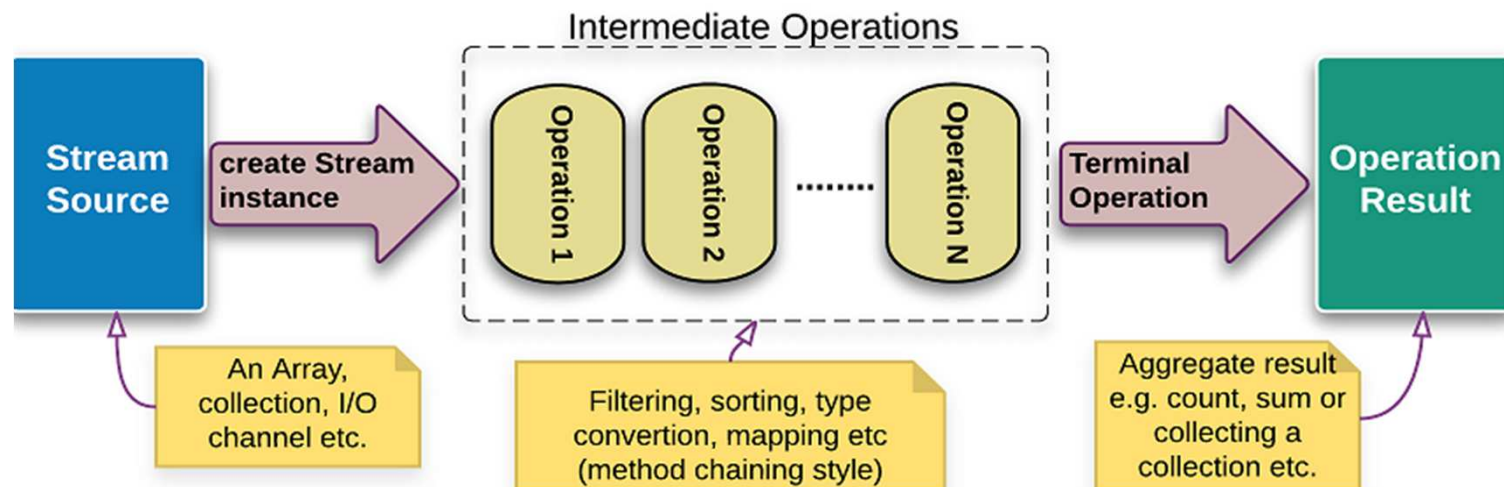 Intermediate Operations
Stream
Source
create Stream
instance
Operation 1
Operation 2
Operation N
Terminal
Operation
Operation
Result
An Array,
collection, I/O
channel etc.
Filtering, sorting, type
convertion, mapping etc
(method chaining style)
Aggregate result
e.g. count, sum or
collecting a
collection etc.